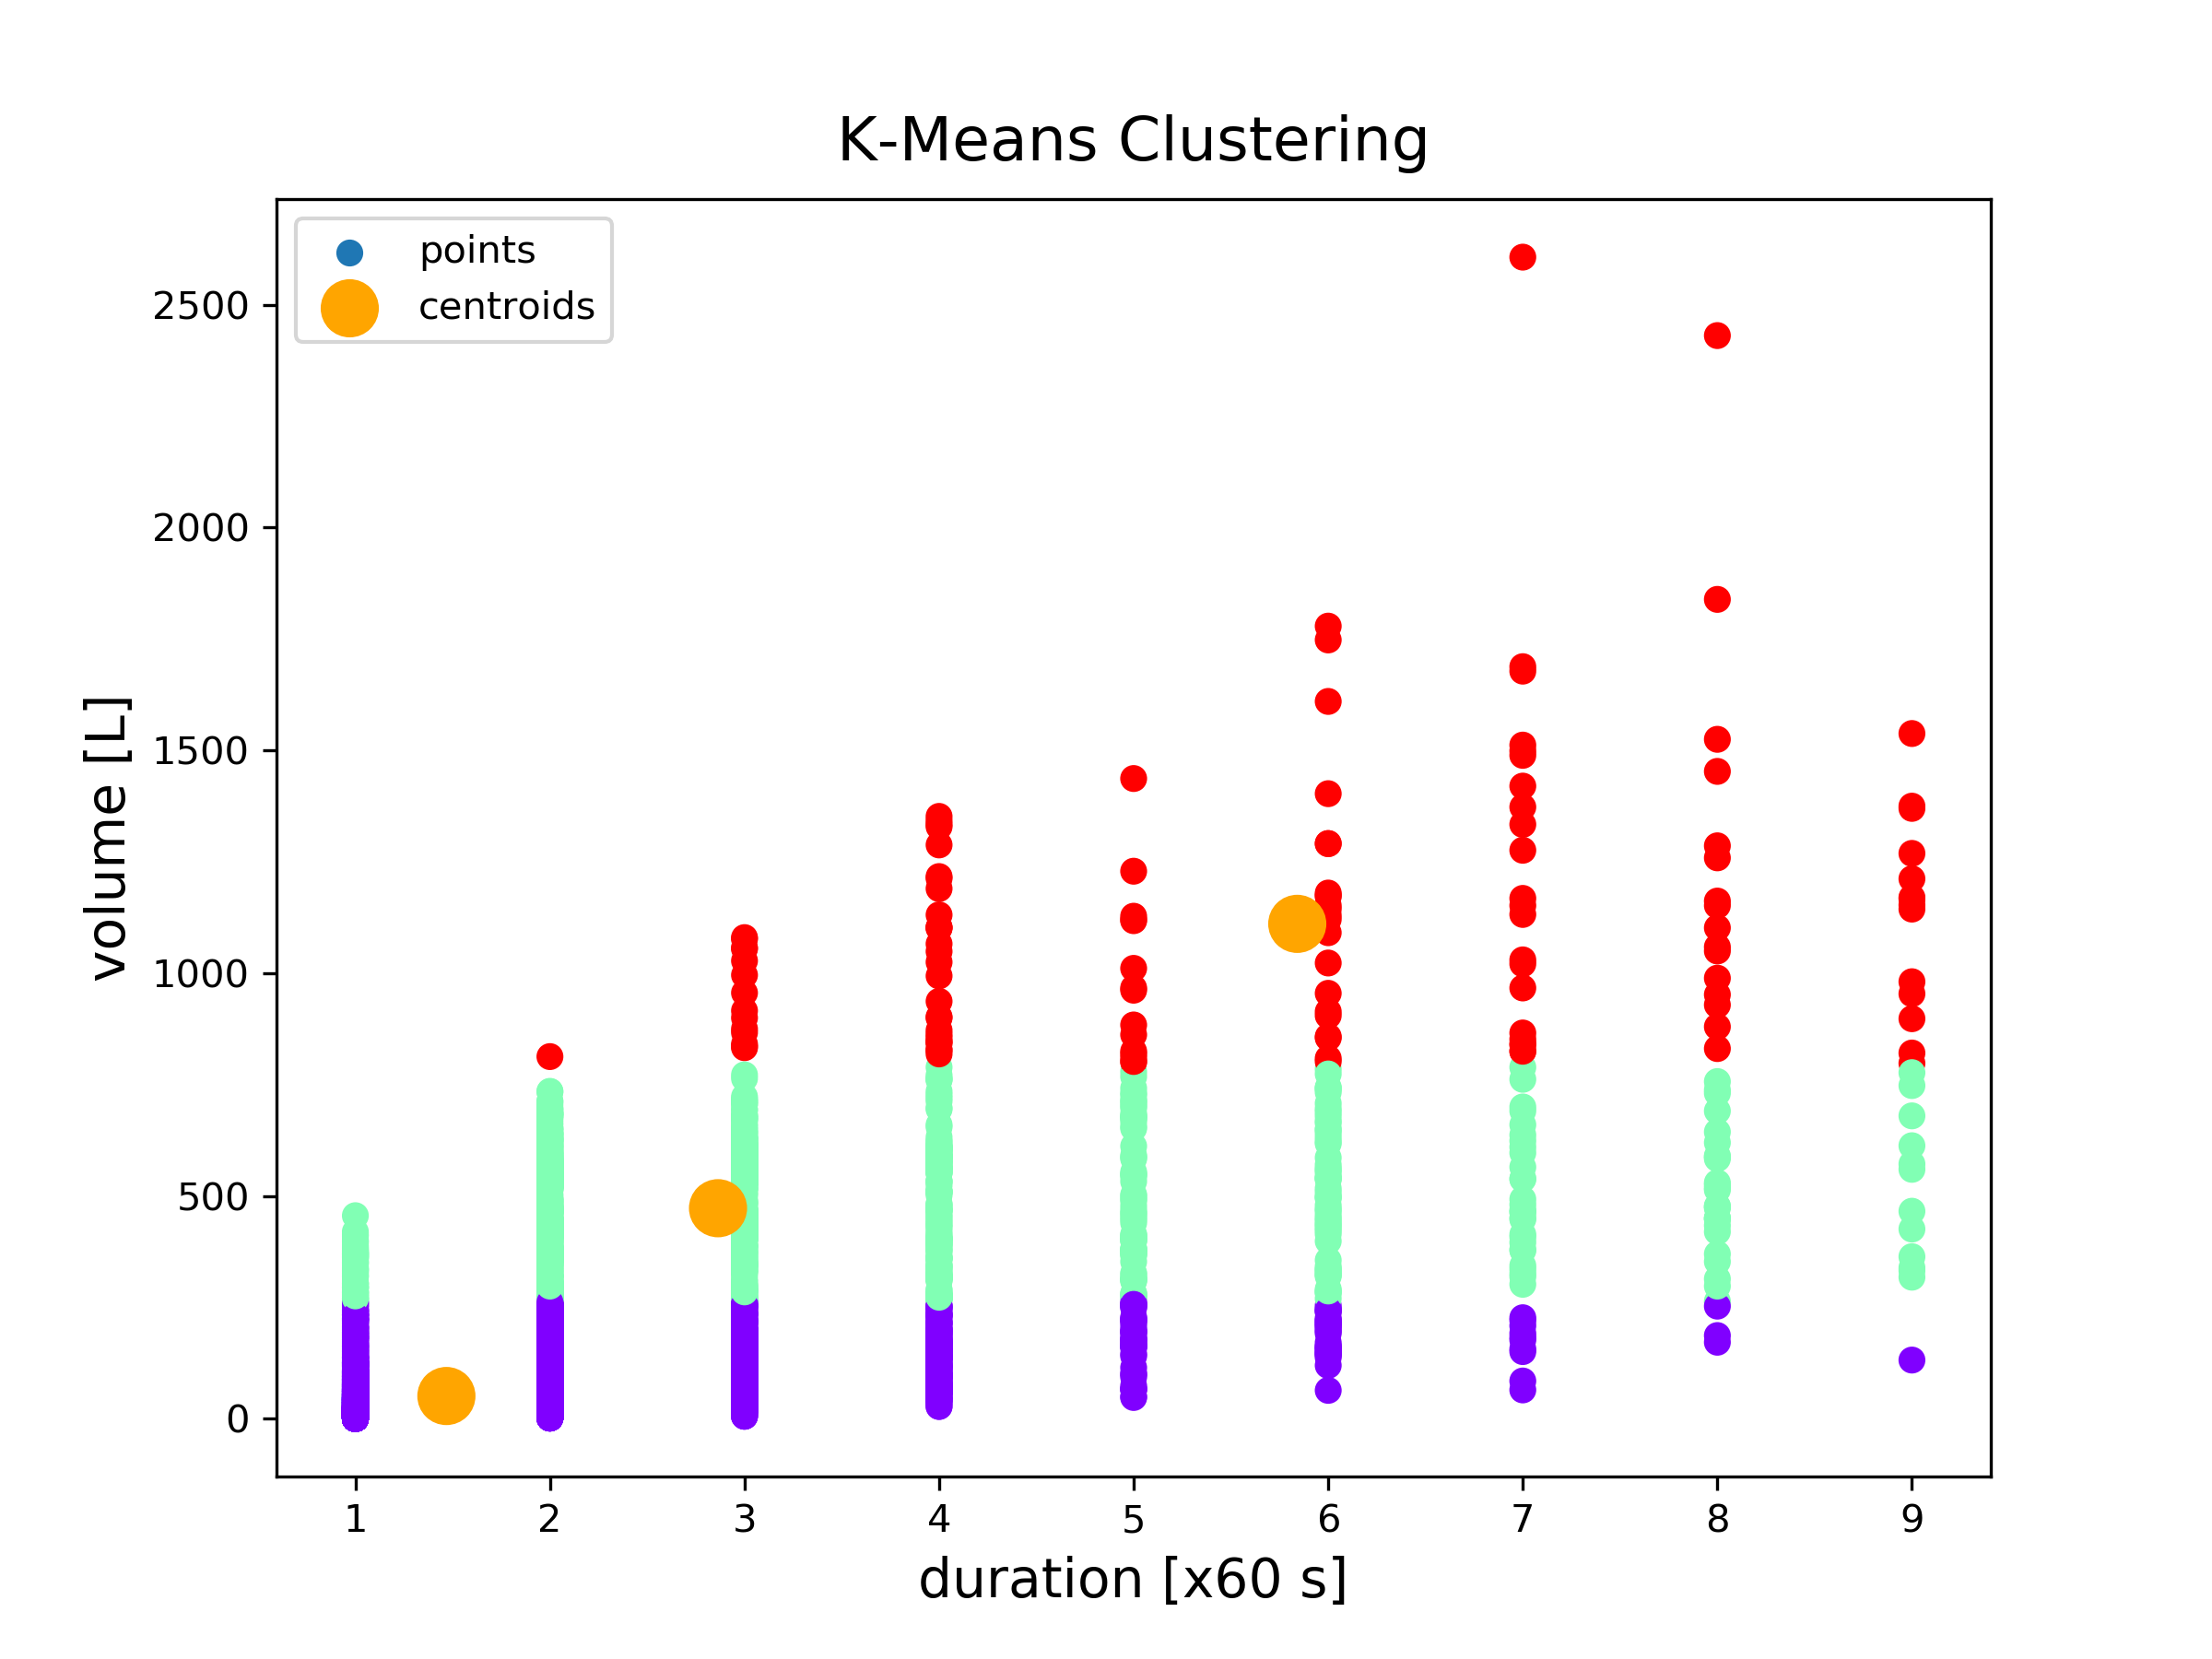 K-Means Clustering
points
centroids
2500
2000
1500
1000
500
0
volume [L]
1 2 3 4 5 6 7 8 9
duration [x60 s]